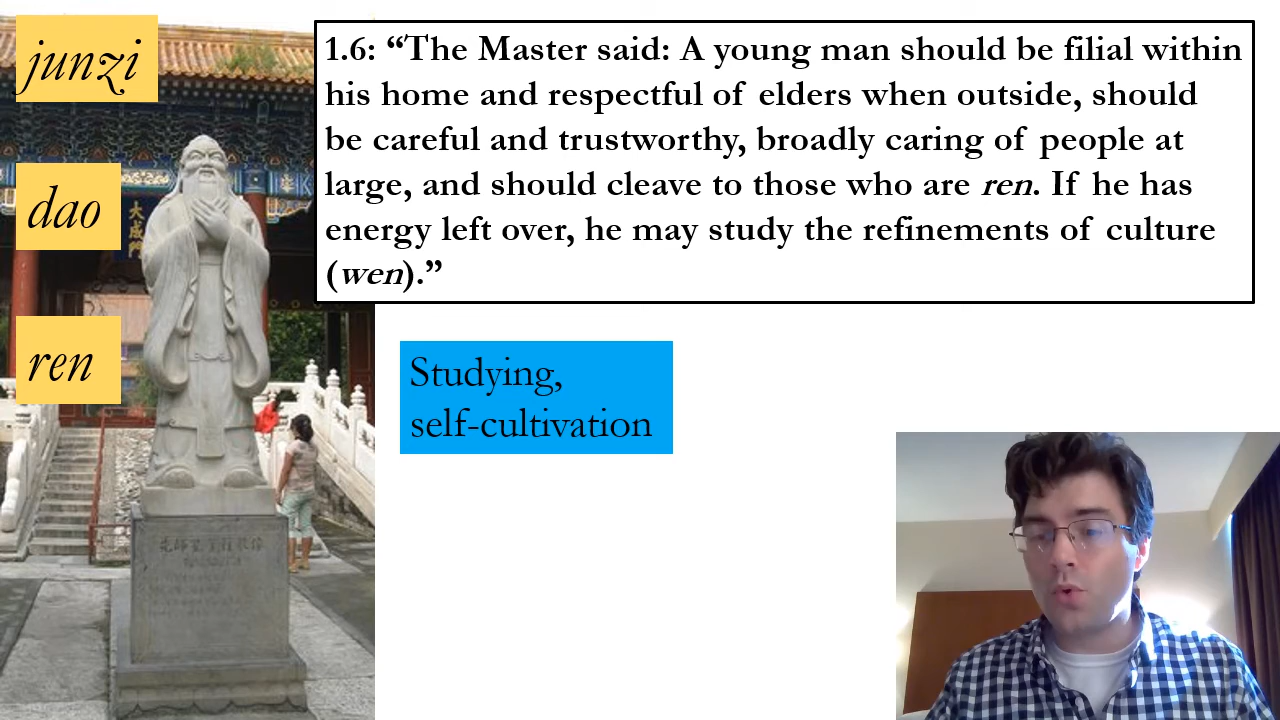 junzi
dao
ren
1.6: “The Master said: A young man should be filial within
his home and respectful of elders when outside, should
be careful and trustworthy, broadly caring of people at
large, and should cleave to those who are ren. If he has
energy left over, he may study the refinements of culture
(wen).”
Studying,
self-cultivation
大成門